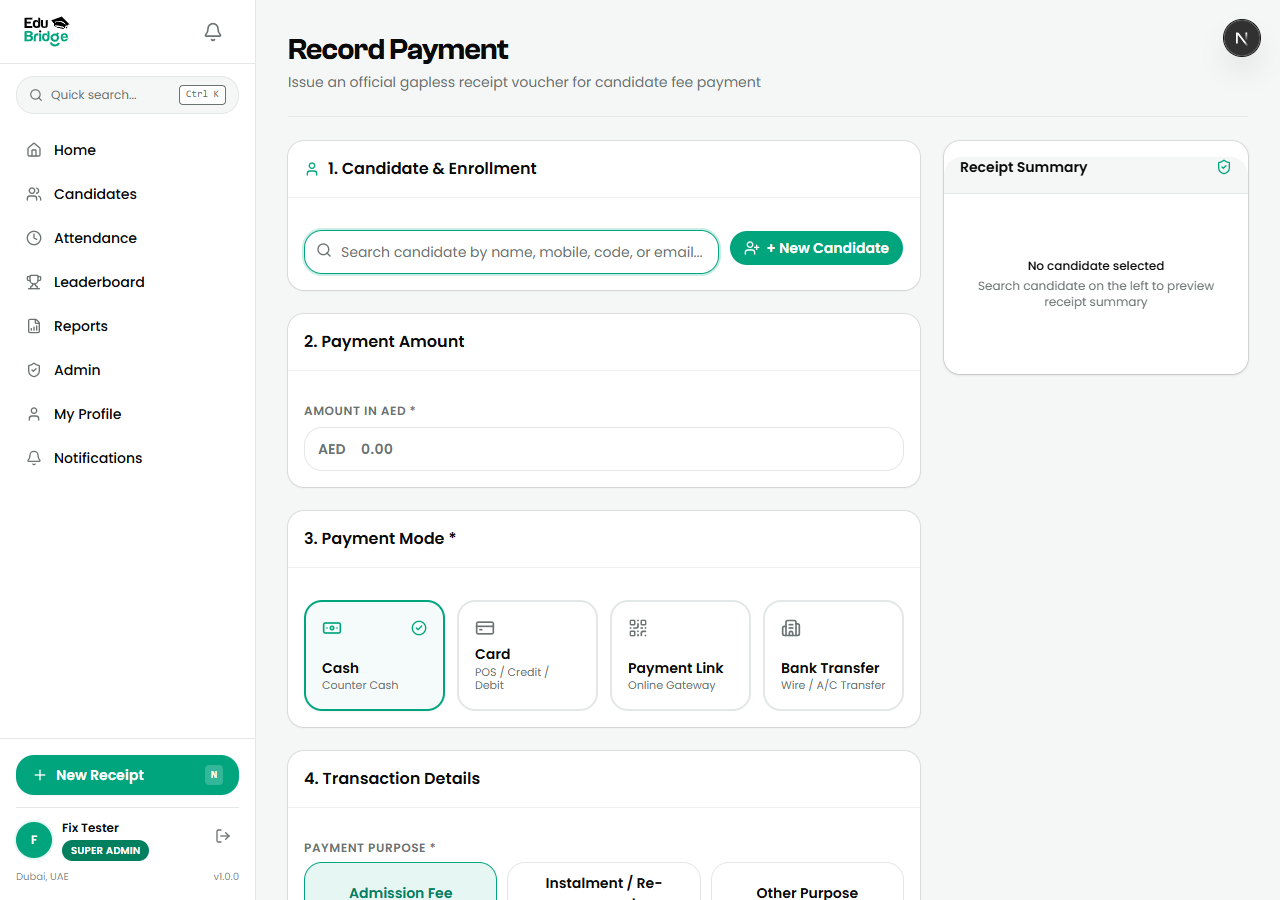 Edu
Bridge
Quick search...
Ctrl K
Home
Candidates
Attendance
Leaderboard
Reports
Admin
My Profile
Notifications
New Receipt
N
F
Fix Tester
SUPER ADMIN
Dubai, UAE
v1.0.0
Record Payment
Issue an official gapless receipt voucher for candidate fee payment
N
1. Candidate & Enrollment
Search candidate by name, mobile, code, or email...
+ New Candidate
2. Payment Amount
AMOUNT IN AED *
AED 0.00
3. Payment Mode *
Cash
Counter Cash
Card
POS / Credit /
Debit
Payment Link
Online Gateway
Bank Transfer
Wire / A/C Transfer
4. Transaction Details
PAYMENT PURPOSE *
Admission Fee
Instalment / Re-
Other Purpose
Receipt Summary
No candidate selected
Search candidate on the left to preview
receipt summary